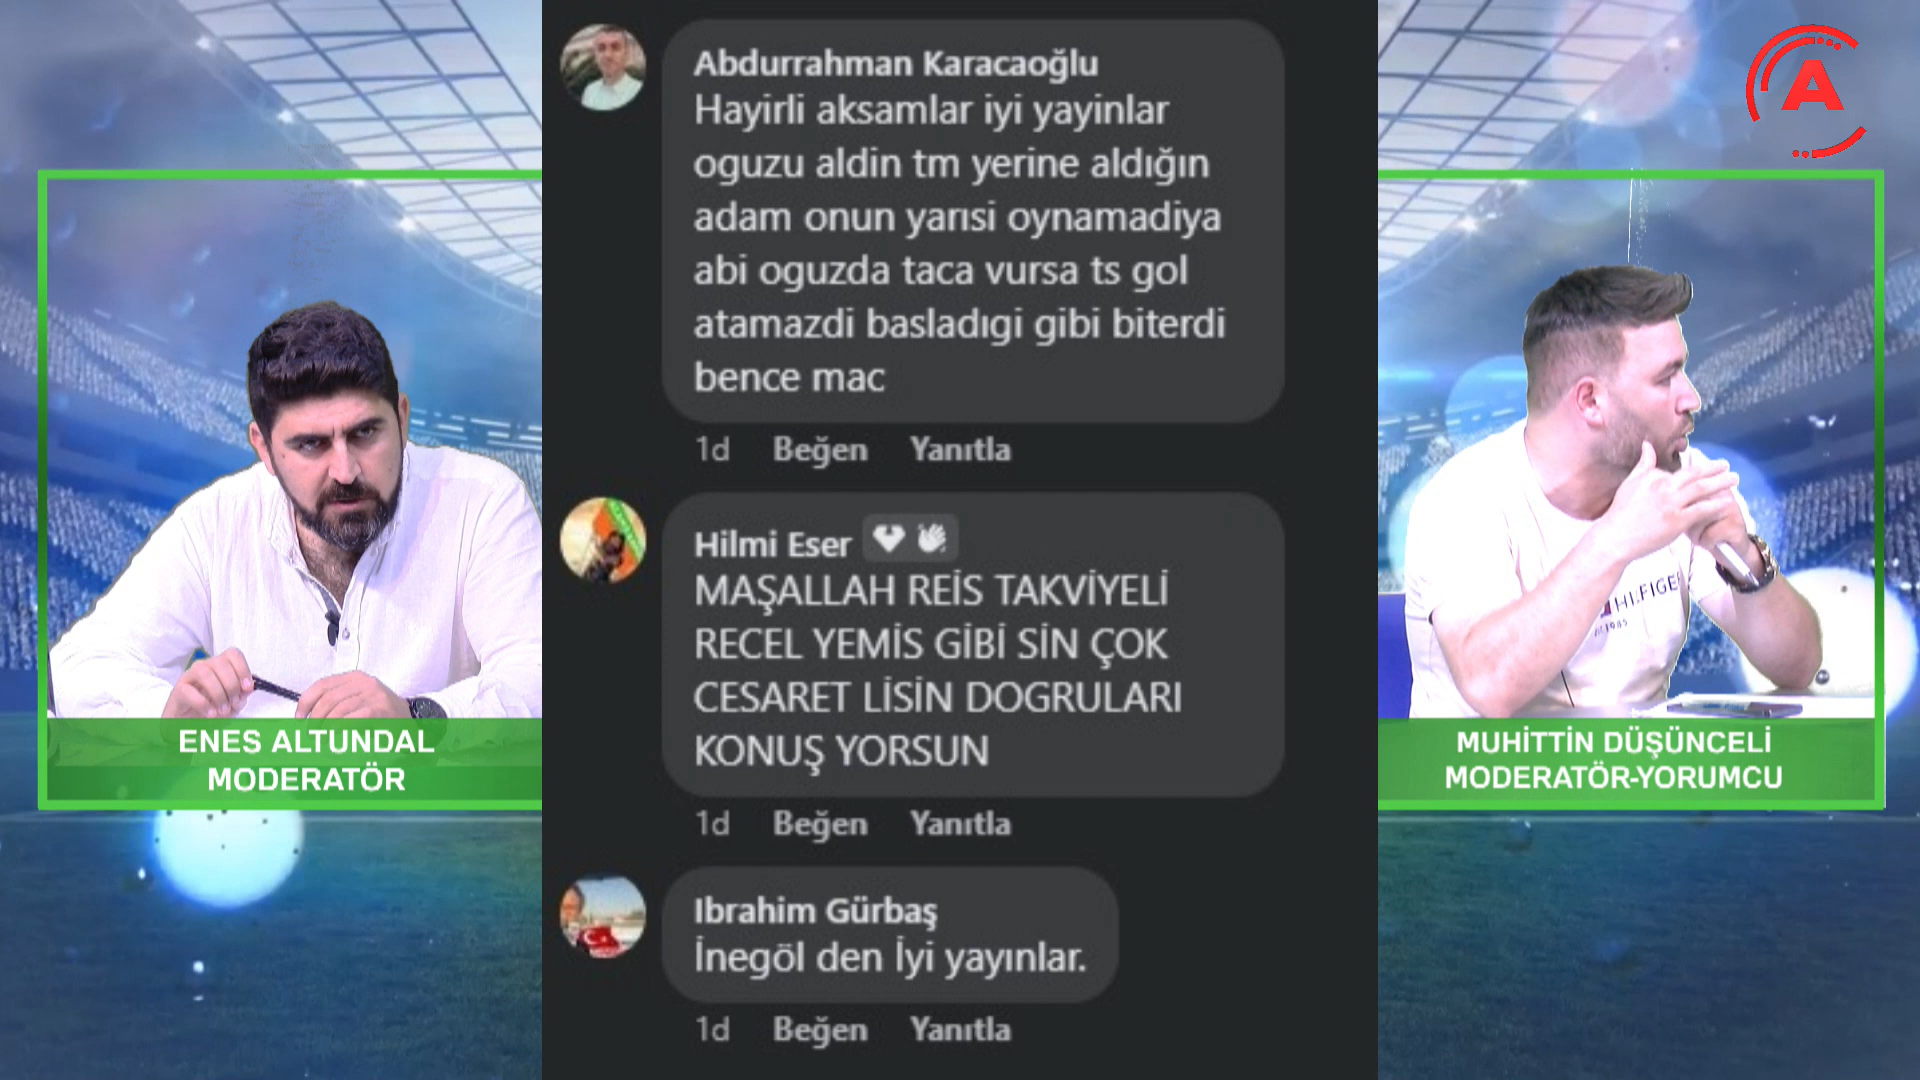 A
Abdurrahman Karacaoğlu
Hayirli aksamlar iyi yayinlar
oguzu aldin tm yerine aldığın
adam onun yarısi oynamadiya
abi oguzda taca vursa ts gol
atamazdi basladıgi gibi biterdi
bence mac
1d Beğen Yanıtla
Hilmi Eser
MAŞALLAH REİS TAKVİYELİ
RECEL YEMİS GİBİ SİN ÇOK
CESARET LİSİN DOGRULARI
KONUŞ YORSUN
1d Beğen Yanıtla
Ibrahim Gürbaş
İnegöl den İyi yayınlar.
1d Beğen Yanıtla
ENES ALTUNDAL
MODERATÖR
HILFIGE
1985
MUHİTTİN DÜŞÜNCELİ
MODERATÖR-YORUMCU